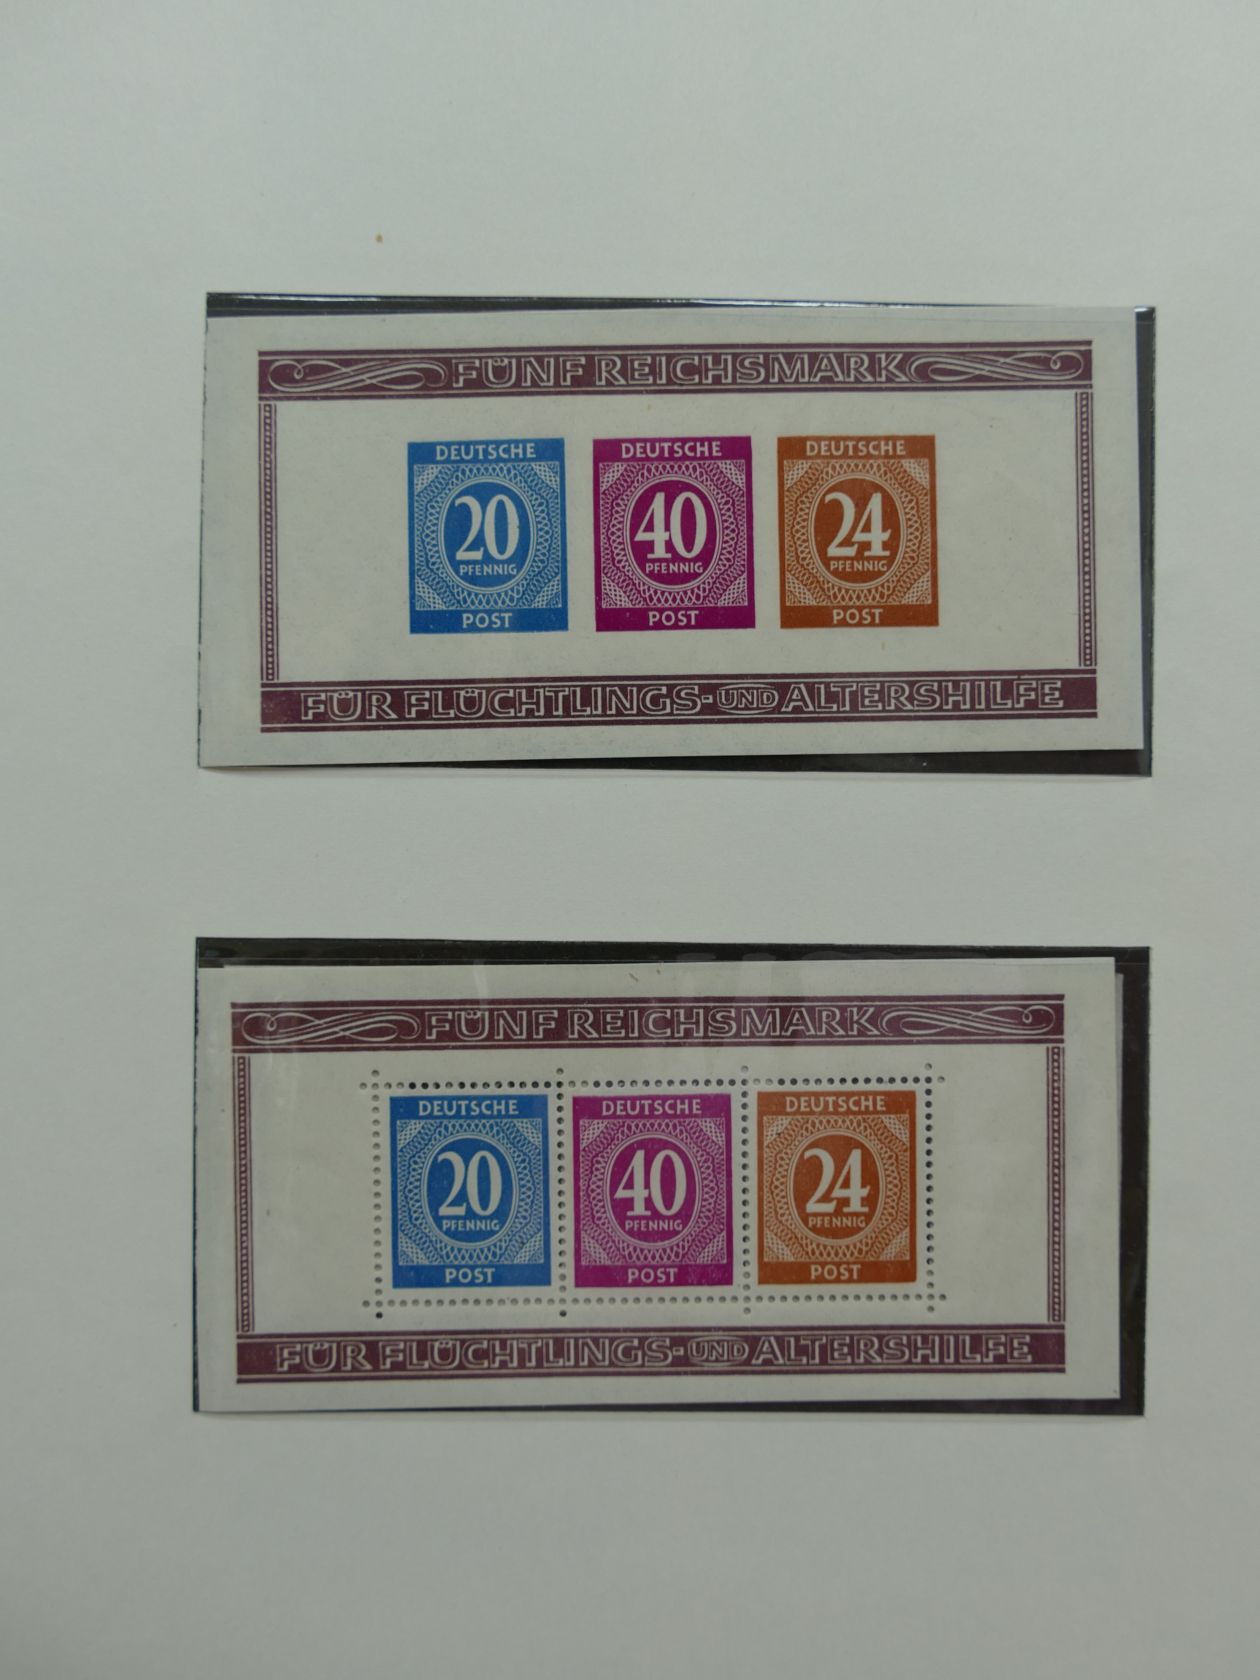 FÜNF REICHSMARK
DEUTSCHE DEUTSCHE DEUTSCHE
20 40 24
PFENNIG PFENNIG PFENNIG
POST POST POST
FÜR FLÜCHTLINGS- UND ALTERSHILFE
FÜNF REICHSMARK
DEUTSCHE DEUTSCHE DEUTSCHE
20 40 24
PFENNIG PFENNIG PFENNIG
POST POST POST
FÜR FLÜCHTLINGS- UND ALTERSHILFE